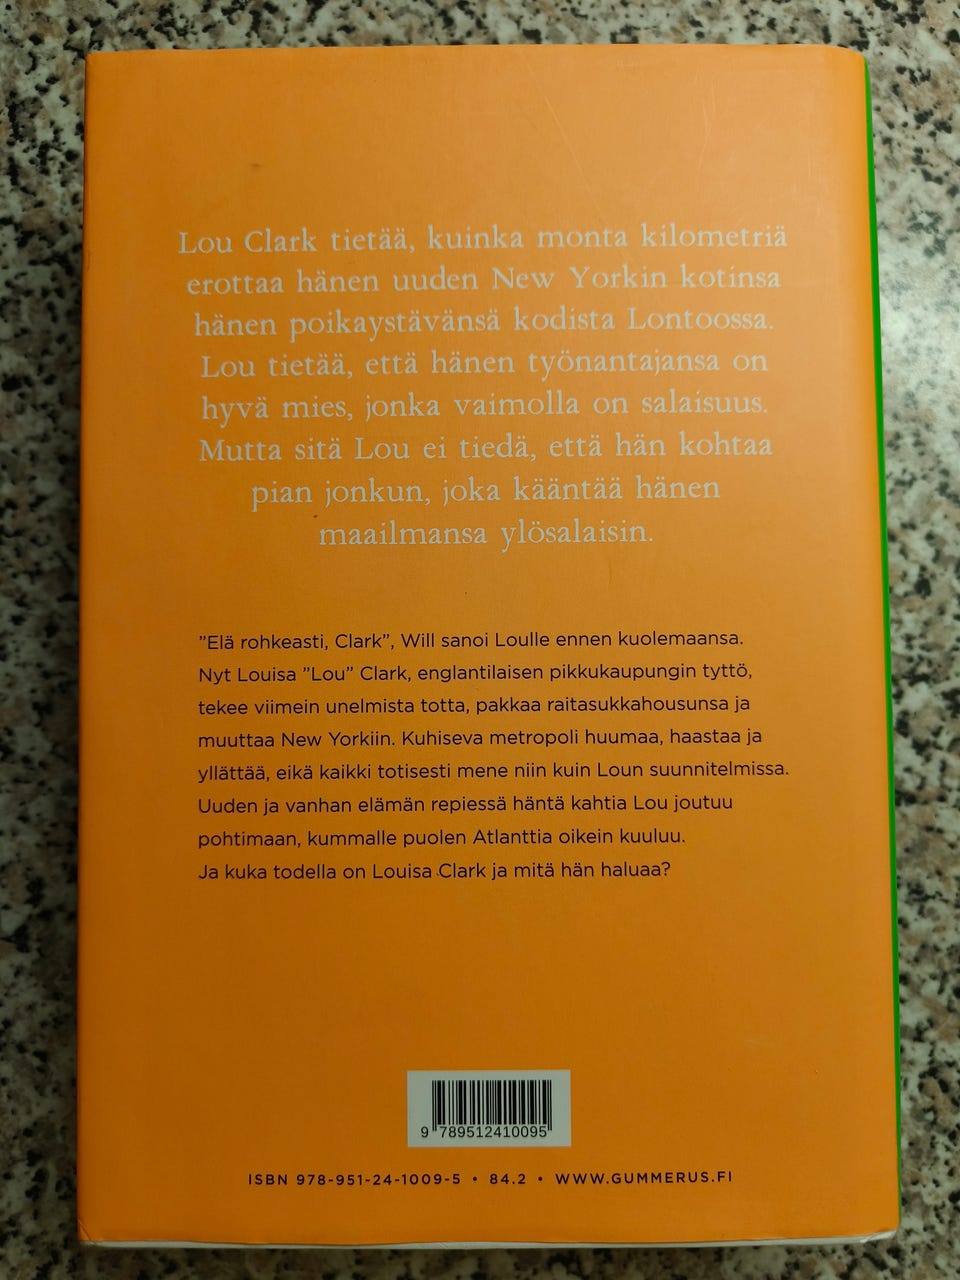 Lou Clark tietää, kuinka monta kilometriä
erottaa hänen uuden New Yorkin kotinsa
hänen poikaystävänsä kodista Lontoossa.
Lou tietää, että hänen työnantajansa on
hyvä mies, jonka vaimolla on salaisuus.
Mutta sitä Lou ei tiedä, että hän kohtaa
pian jonkun, joka kääntää hänen
maailmansa ylösalaisin.
”Elä rohkeasti, Clark”, Will sanoi Loulle ennen kuolemaansa.
Nyt Louisa ”Lou” Clark, englantilaisen pikkukaupungin tyttö,
tekee viimein unelmista totta, pakkaa raitasukkahousunsa ja
muuttaa New Yorkiin. Kuhiseva metropoli huumaa, haastaa ja
yllättää, eikä kaikki totisesti mene niin kuin Loun suunnitelmissa.
Uuden ja vanhan elämän repiessä häntä kahtia Lou joutuu
pohtimaan, kummalle puolen Atlanttia oikein kuuluu.
Ja kuka todella on Louisa Clark ja mitä hän haluaa?
9 789512 410095
ISBN 978-951-24-1009-5 • 84.2 • WWW.GUMMERUS.FI